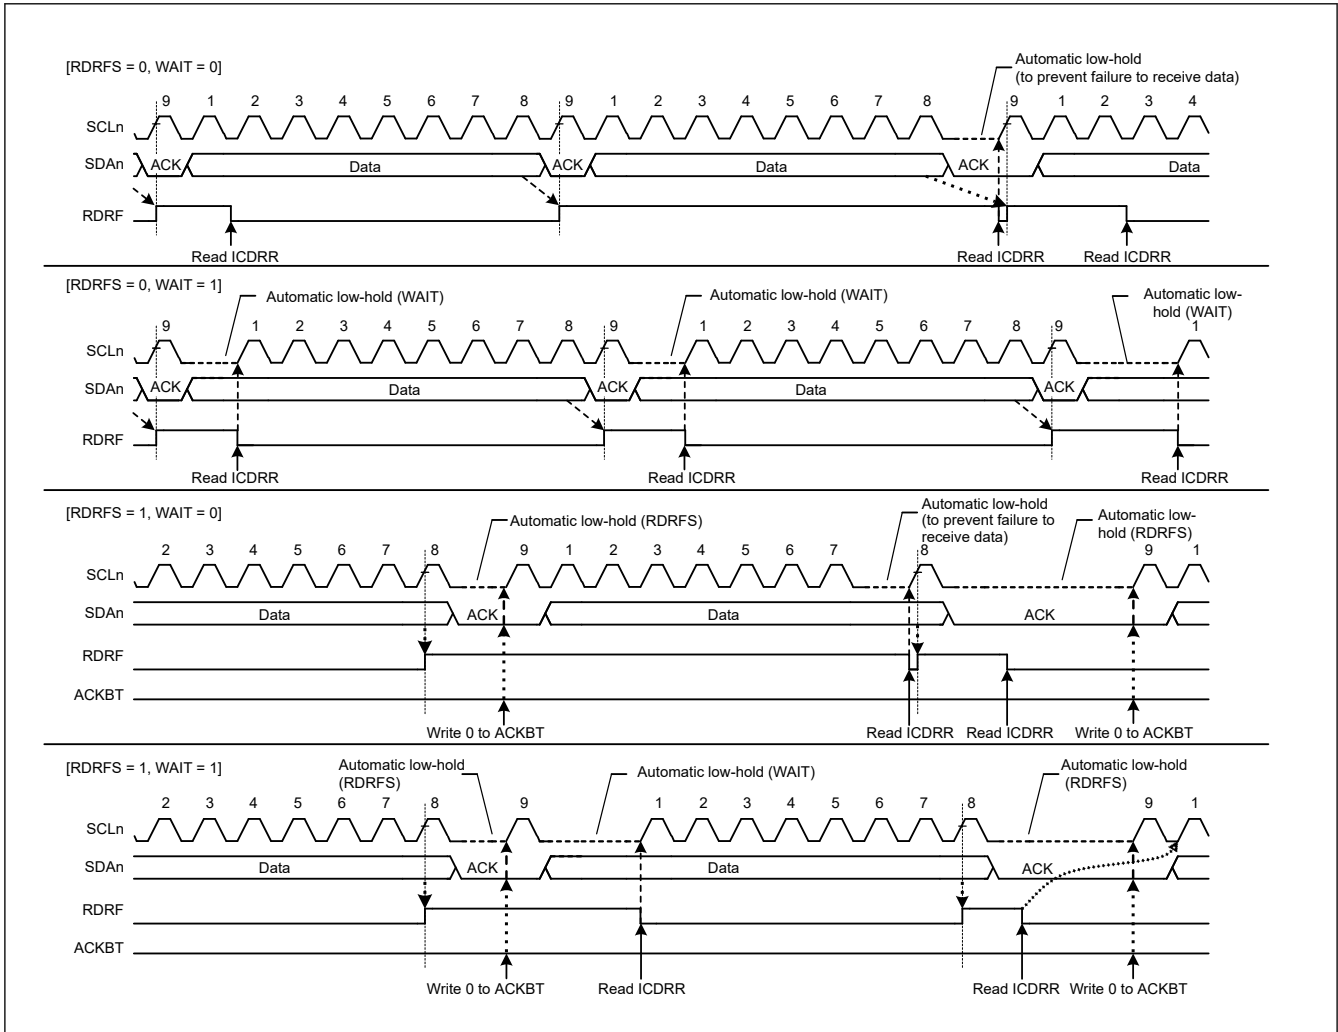 [RDRFS = 0, WAIT = 0]
Automatic low-hold
(to prevent failure to receive data)
9 1 2 3 4 5 6 7 8 9 1 2 3 4 5 6 7 8 9 1 2 3 4
SCLn
SDAn ACK Data ACK Data ACK Data
RDRF
Read ICDRR Read ICDRR Read ICDRR
[RDRFS = 0, WAIT = 1]
Automatic low-hold (WAIT) Automatic low-hold (WAIT) Automatic low-
hold (WAIT)
9 1 2 3 4 5 6 7 8 9 1 2 3 4 5 6 7 8 9 1
SCLn
SDAn ACK Data ACK Data ACK
RDRF
Read ICDRR Read ICDRR Read ICDRR
[RDRFS = 1, WAIT = 0]
Automatic low-hold (RDRFS)
Automatic low-hold
(to prevent failure to
receive data)
Automatic low-
hold (RDRFS)
2 3 4 5 6 7 8 9 1 2 3 4 5 6 7 8 9 1
SCLn
SDAn Data ACK Data ACK
RDRF
ACKBT
Write 0 to ACKBT Read ICDRR Read ICDRR Write 0 to ACKBT
[RDRFS = 1, WAIT = 1]
Automatic low-hold
(RDRFS)
Automatic low-hold (WAIT)
Automatic low-hold
(RDRFS)
2 3 4 5 6 7 8 9 1 2 3 4 5 6 7 8 9 1
SCLn
SDAn Data ACK Data ACK
RDRF
ACKBT
Write 0 to ACKBT Read ICDRR Read ICDRR Write 0 to ACKBT